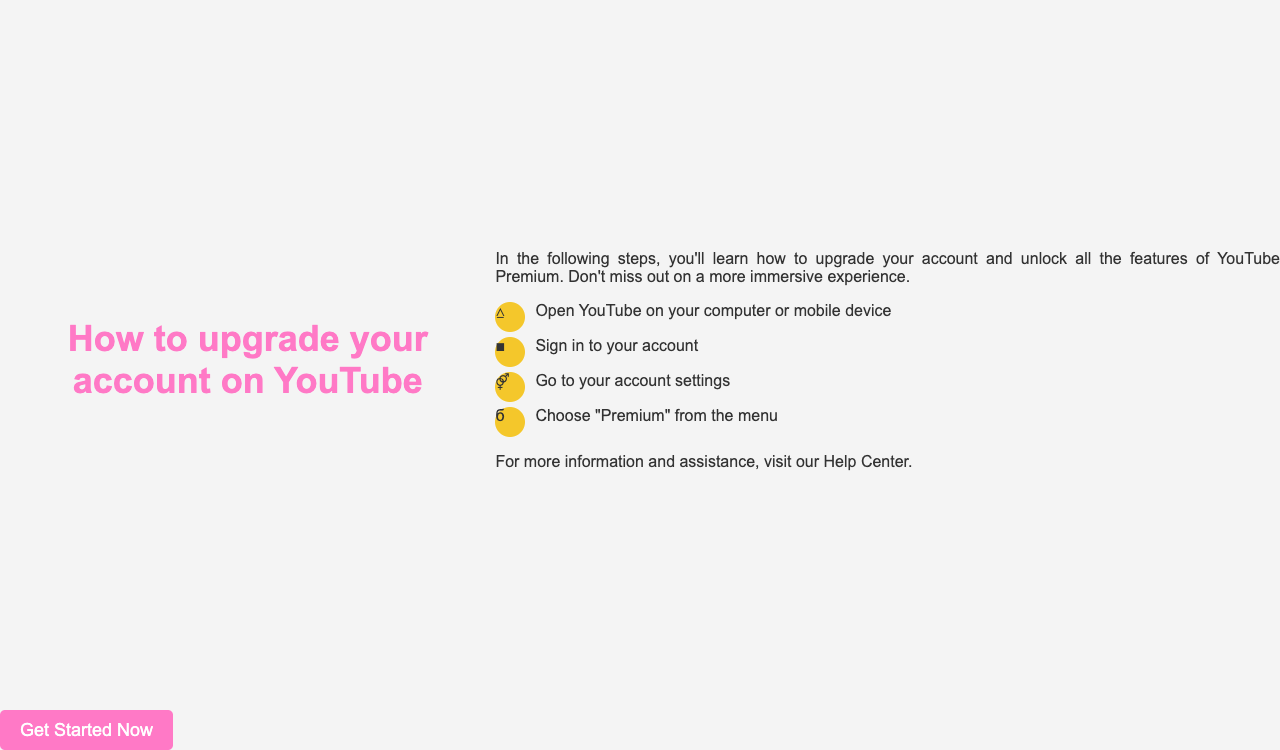 How to upgrade your
account on YouTube
In the following steps, you'll learn how to upgrade your account and unlock all the features of YouTube
Premium. Don't miss out on a more immersive experience.
⍙ Open YouTube on your computer or mobile device
■ Sign in to your account
⚤ Go to your account settings
б Choose "Premium" from the menu
For more information and assistance, visit our Help Center.
Get Started Now